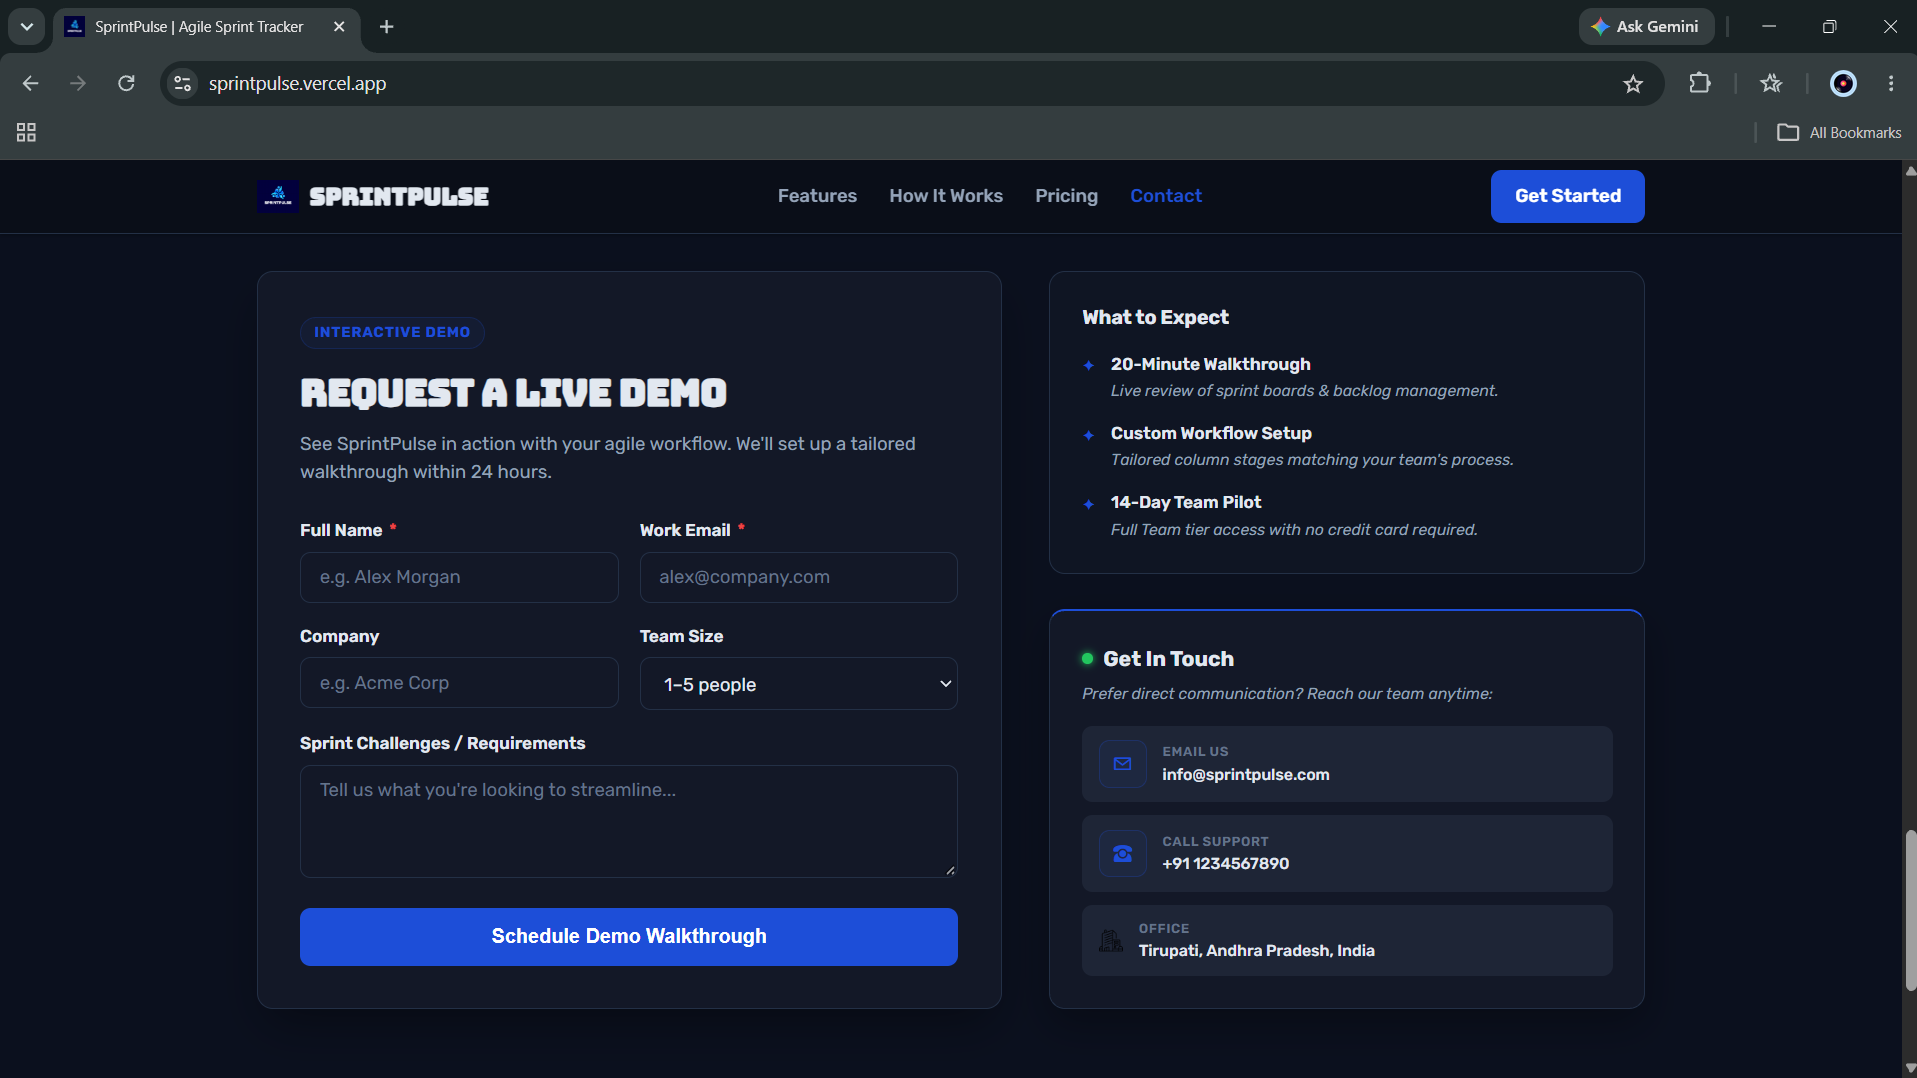 SprintPulse | Agile Sprint Tracker
Ask Gemini
sprintpulse.vercel.app
All Bookmarks
SPRINTPULSE
Features
How It Works
Pricing
Contact
Get Started
INTERACTIVE DEMO
REQUEST A LIVE DEMO
See SprintPulse in action with your agile workflow. We'll set up a tailored
walkthrough within 24 hours.
Full Name *
Work Email *
e.g. Alex Morgan
alex@company.com
Company
Team Size
e.g. Acme Corp
1–5 people
Sprint Challenges / Requirements
Tell us what you're looking to streamline...
Schedule Demo Walkthrough
What to Expect
20-Minute Walkthrough
Live review of sprint boards & backlog management.
Custom Workflow Setup
Tailored column stages matching your team's process.
14-Day Team Pilot
Full Team tier access with no credit card required.
Get In Touch
Prefer direct communication? Reach our team anytime:
EMAIL US
info@sprintpulse.com
CALL SUPPORT
+91 1234567890
OFFICE
Tirupati, Andhra Pradesh, India